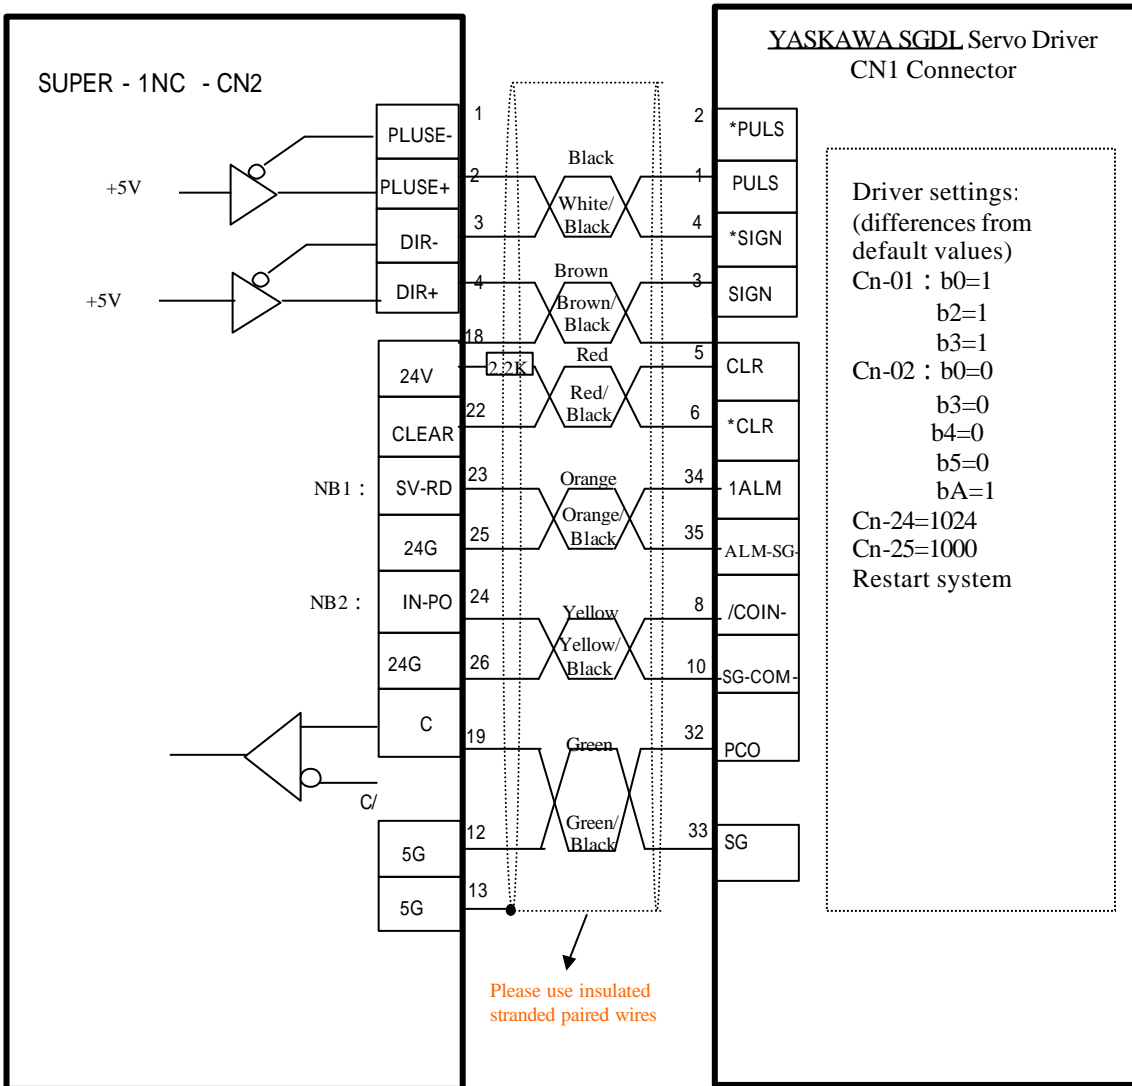 YASKAWA SGDL Servo Driver
CN1 Connector
SUPER - 1NC - CN2
1
PLUSE-
2
PLUSE+
3
DIR-
4
DIR+
18
24V
22
CLEAR
NB1 :
SV-RD
23
25
24G
NB2 :
IN-PO
24
26
24G
C
19
C/
12
5G
13
5G
+5V
+5V
Black
White/
Black
Brown
Brown/
Black
2.2K
Red
Red/
Black
Orange
Orange/
Black
Yellow
Yellow/
Black
Green
Green/
Black
2
*PULS
1
PULS
4
*SIGN
3
SIGN
5
CLR
6
*CLR
34
1ALM
35
ALM-SG-
8
/COIN-
10
-SG-COM-
32
PCO
33
SG
Driver settings:
(differences from
default values)
Cn-01 : b0=1
b2=1
b3=1
Cn-02 : b0=0
b3=0
b4=0
b5=0
bA=1
Cn-24=1024
Cn-25=1000
Restart system
Please use insulated
stranded paired wires